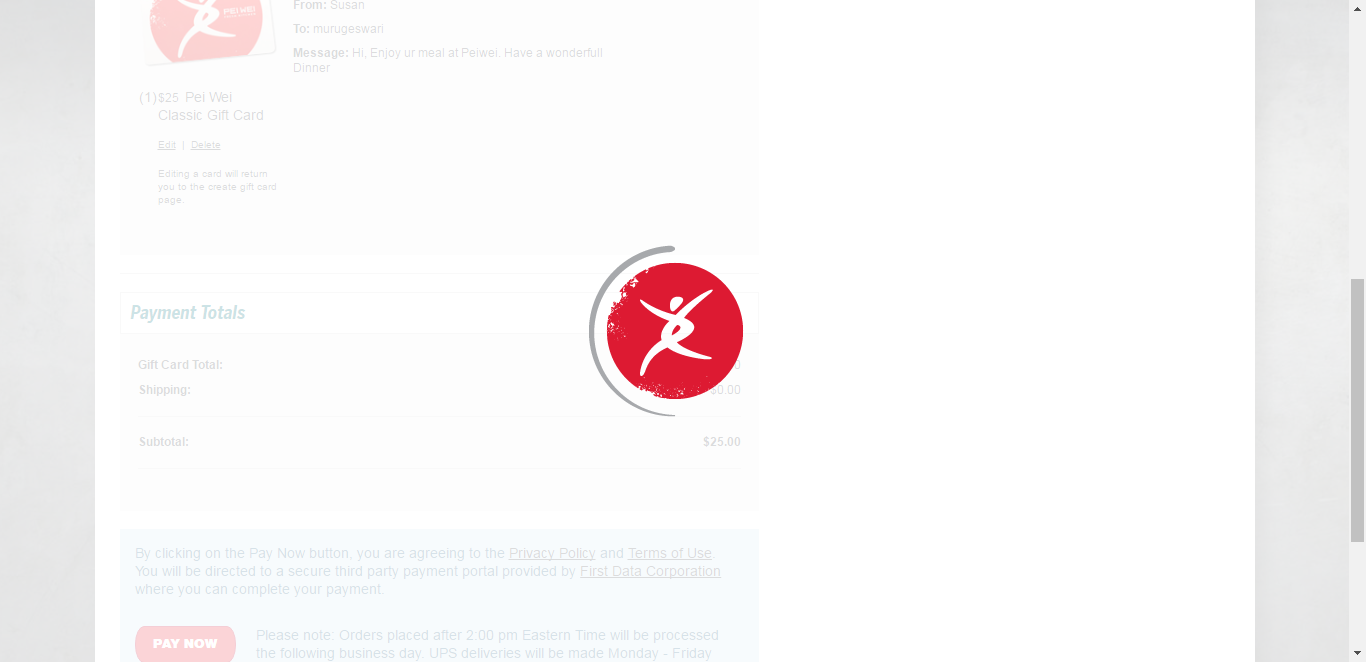 PEI WEI
From: Susan
To: murugeswari
Message: Hi, Enjoy ur meal at Peiwei. Have a wonderfull
Dinner
(1) $25 Pei Wei
Classic Gift Card
Edit | Delete
Editing a card will return
you to the create gift card
page.
Payment Totals
Gift Card Total:
Shipping: $0.00
Subtotal: $25.00
By clicking on the Pay Now button, you are agreeing to the Privacy Policy and Terms of Use.
You will be directed to a secure third party payment portal provided by First Data Corporation
where you can complete your payment.
PAY NOW
Please note: Orders placed after 2:00 pm Eastern Time will be processed
the following business day. UPS deliveries will be made Monday - Friday